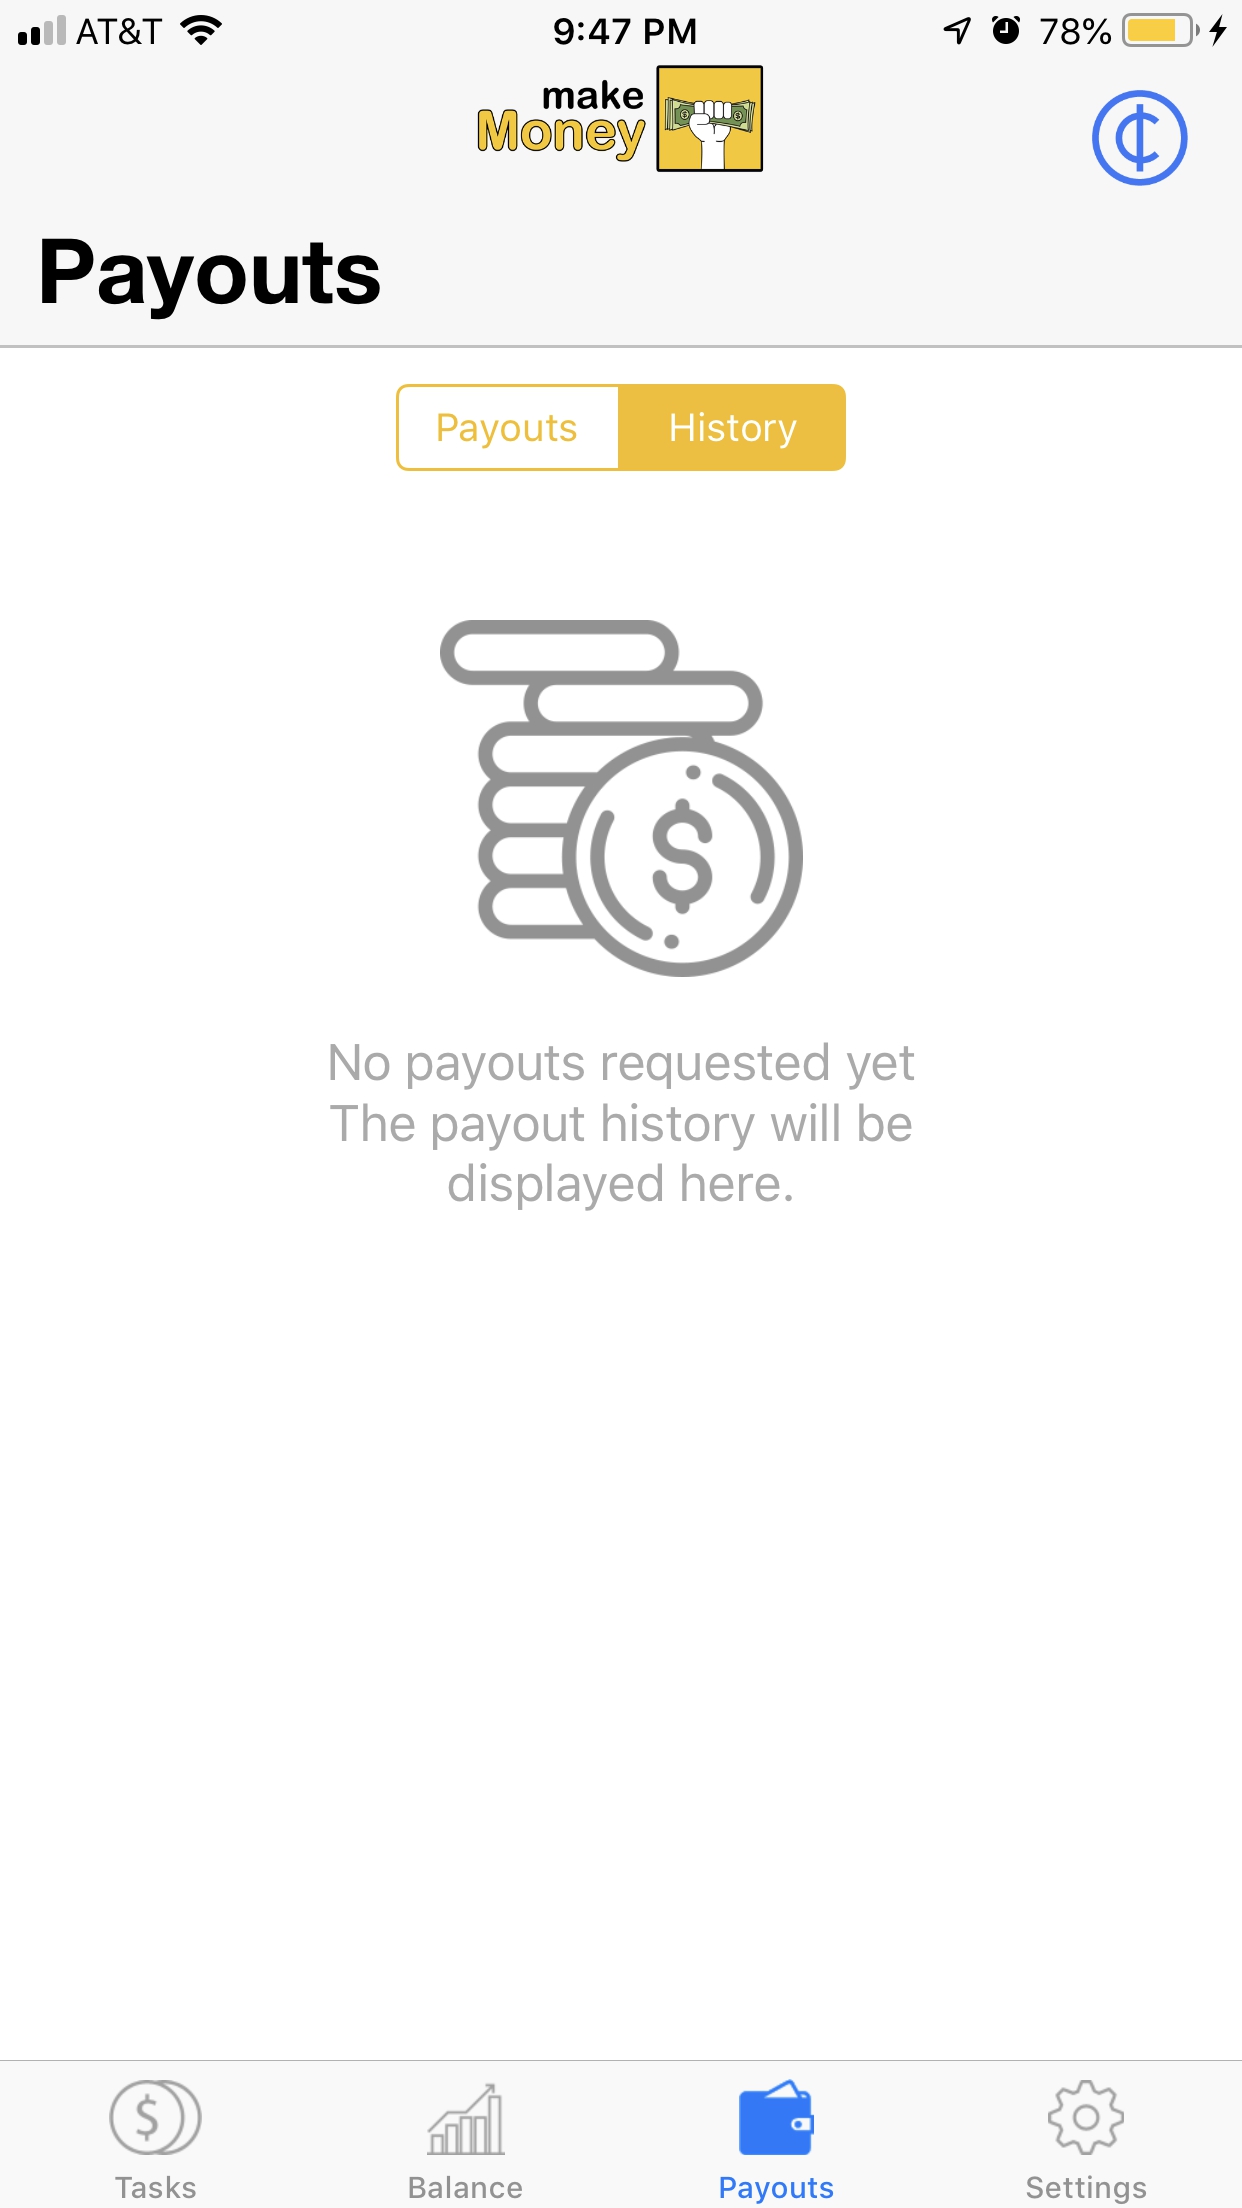 AT&T 9:47 PM 78%
make
Money
Payouts
Payouts History
No payouts requested yet
The payout history will be
displayed here.
Tasks Balance Payouts Settings